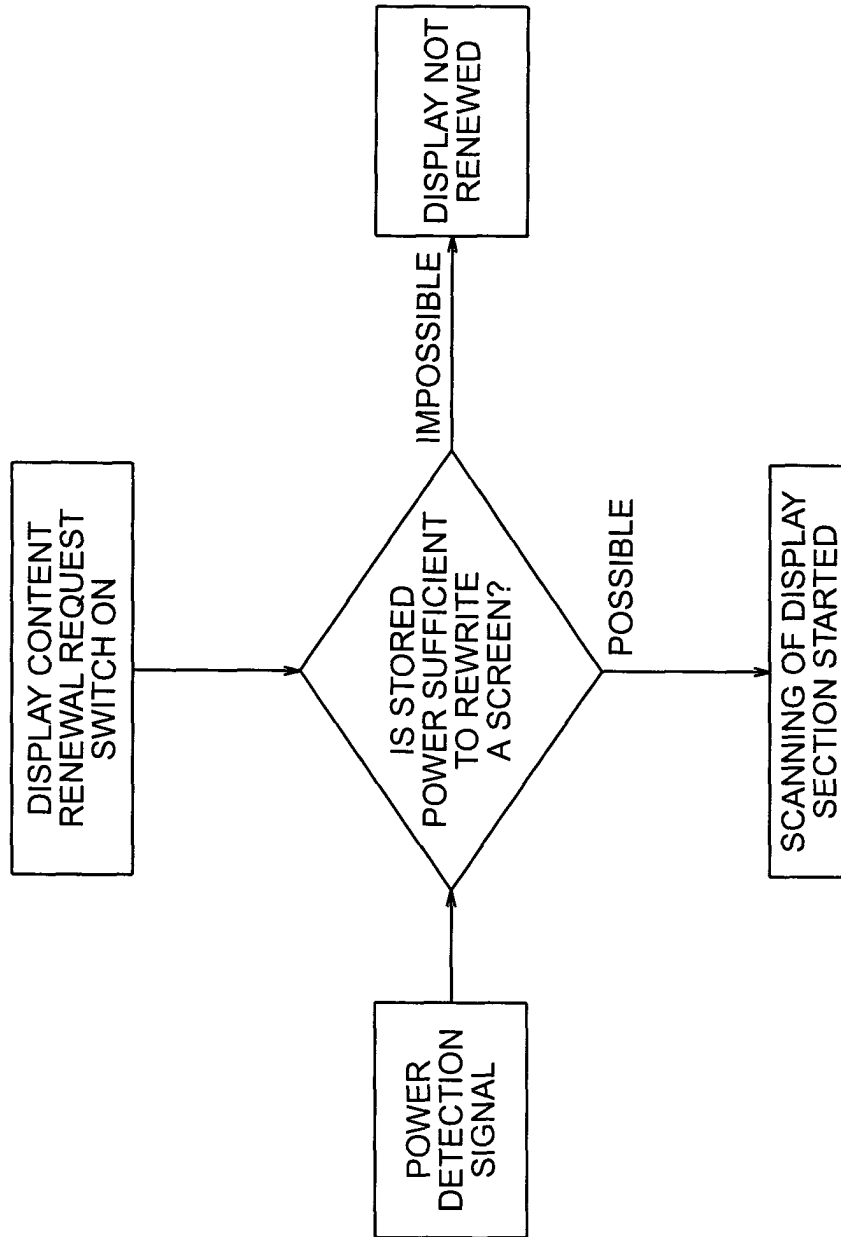 DISPLAY CONTENT
RENEWAL REQUEST
SWITCH ON
POWER
DETECTION
SIGNAL
IS STORED
POWER SUFFICIENT
TO REWRITE
A SCREEN?
IMPOSSIBLE
DISPLAY NOT
RENEWED
POSSIBLE
SCANNING OF DISPLAY
SECTION STARTED